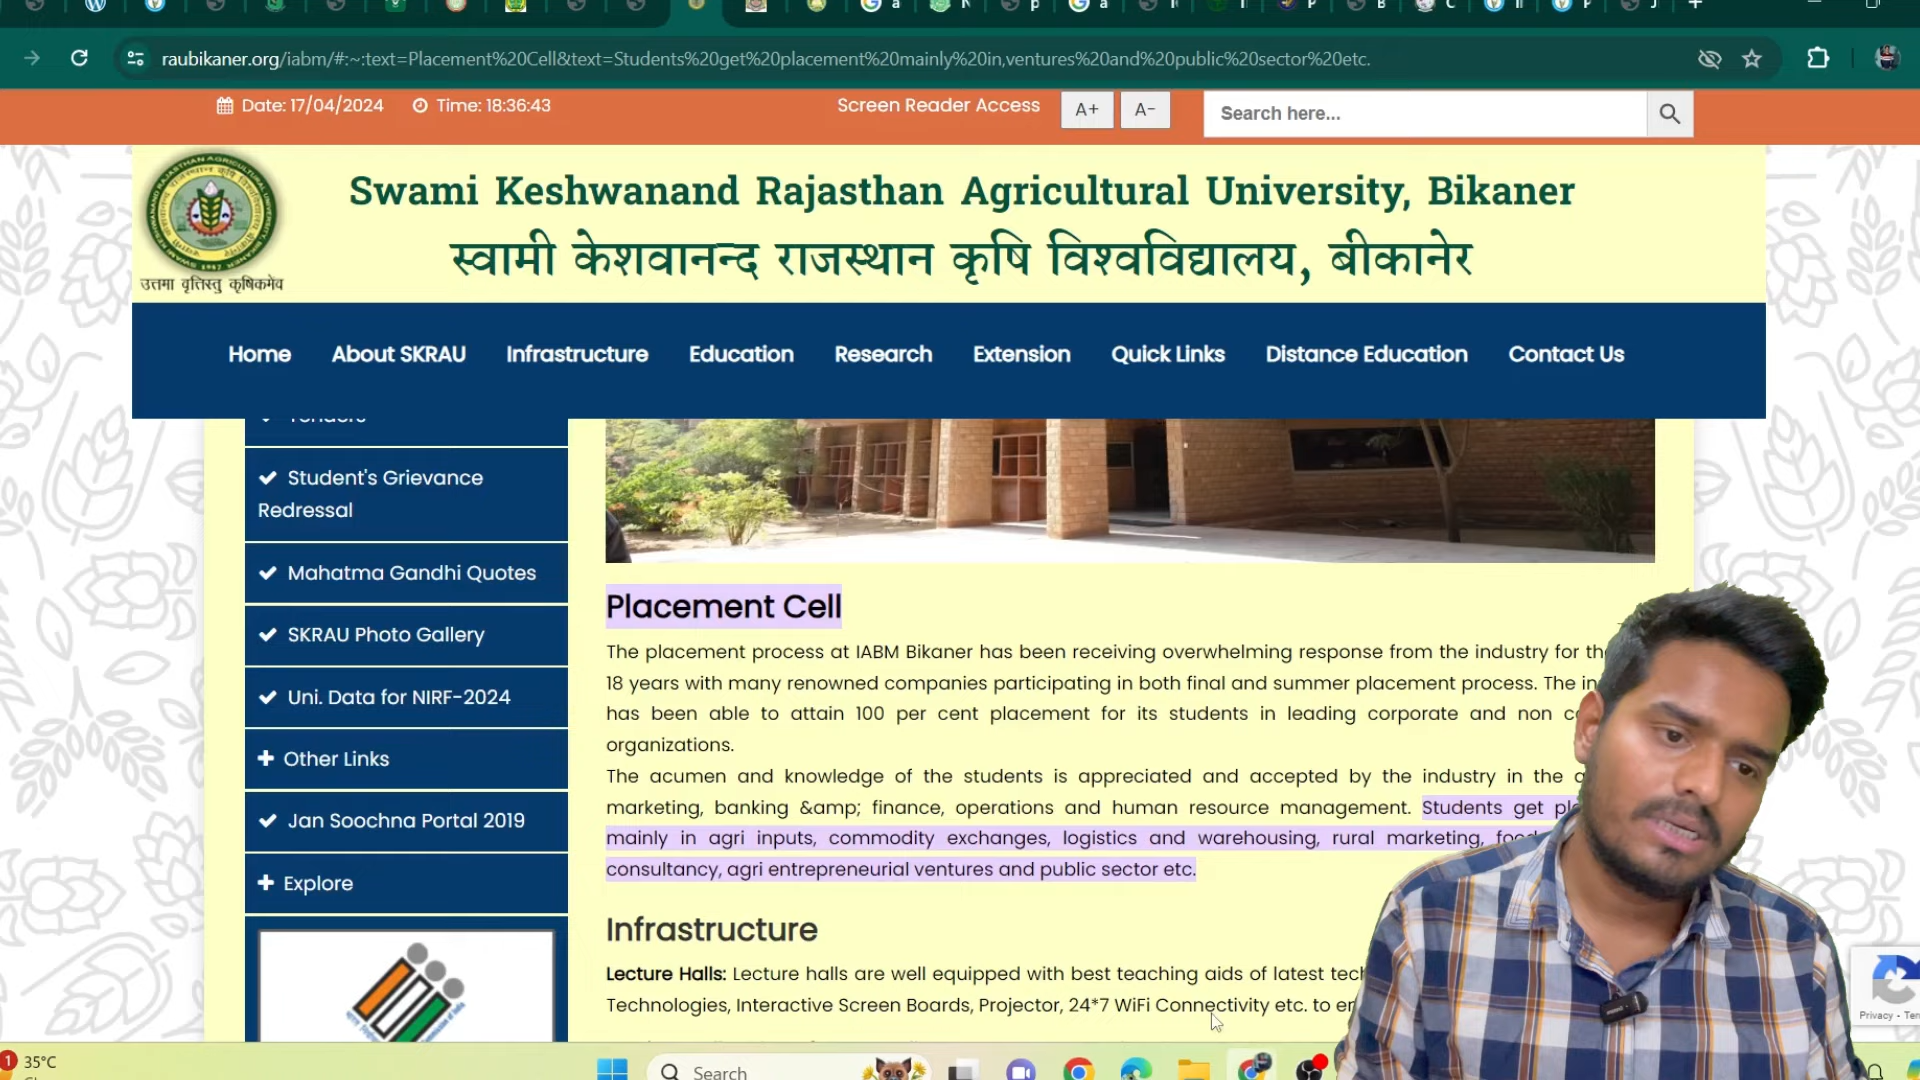 raubikaner.org/iabm/#:~:text=Placement%20Cell&text=Students%20get%20placement%20mainly%20in,ventures%20and%20public%20sector%20etc.
Date: 17/04/2024 Time: 18:36:43 Screen Reader Access A+ A- Search here...
Swami Keshwanand Rajasthan Agricultural University, Bikaner
स्वामी केशवानन्द राजस्थान कृषि विश्वविद्यालय, बीकानेर
उत्तमा वृत्तिस्तु कृषिकर्मेव
Home About SKRAU Infrastructure Education Research Extension Quick Links Distance Education Contact Us
Student's Grievance
Redressal
Mahatma Gandhi Quotes
SKRAU Photo Gallery
Uni. Data for NIRF-2024
Other Links
Jan Soochna Portal 2019
Explore
Placement Cell
The placement process at IABM Bikaner has been receiving overwhelming response from the industry for
18 years with many renowned companies participating in both final and summer placement process. The
has been able to attain 100 per cent placement for its students in leading corporate and non
organizations.
The acumen and knowledge of the students is appreciated and accepted by the industry in the
marketing, banking &amp; finance, operations and human resource management. Students get
mainly in agri inputs, commodity exchanges, logistics and warehousing, rural marketing,
consultancy, agri entrepreneurial ventures and public sector etc.
Infrastructure
Lecture Halls: Lecture halls are well equipped with best teaching aids of latest
Technologies, Interactive Screen Boards, Projector, 24*7 WiFi Connectivity etc. to
Privacy
1 35°C
Search